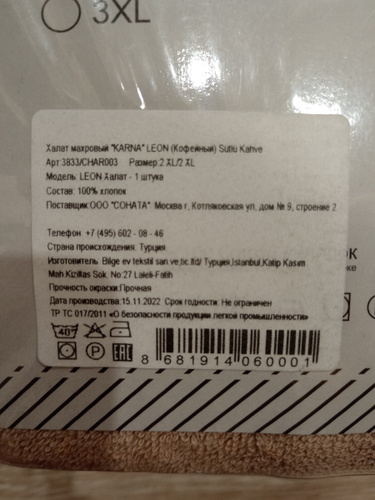 3XL
Халат махровый "KARNA" LEON (Кофейный) Sutlu Kahve
Арт 3833/CHAR003 Размер:2 XL/2 XL
Модель: LEON Халат - 1 штука
Состав: 100% хлопок
Поставщик:ООО "СОНАТА" Москва г, Котляковская ул, дом № 9, строение 2
Телефон +7 (495) 602 - 08 - 46
Страна происхождения: Турция
Изготовитель: Bilge ev tekstil san ve.tic.ltd/ Турция,Istanbul,Katip Kasım
Mah.Kiziltas Sok. No:27 Laleli-Fatih
Прочность окраски:Прочная
Дата производства:15.11.2022 Срок годности: Не ограничен
ТР ТС 017/2011 «О безопасности продукции легкой промышленности»
40°
P EAC
8 681914 060001